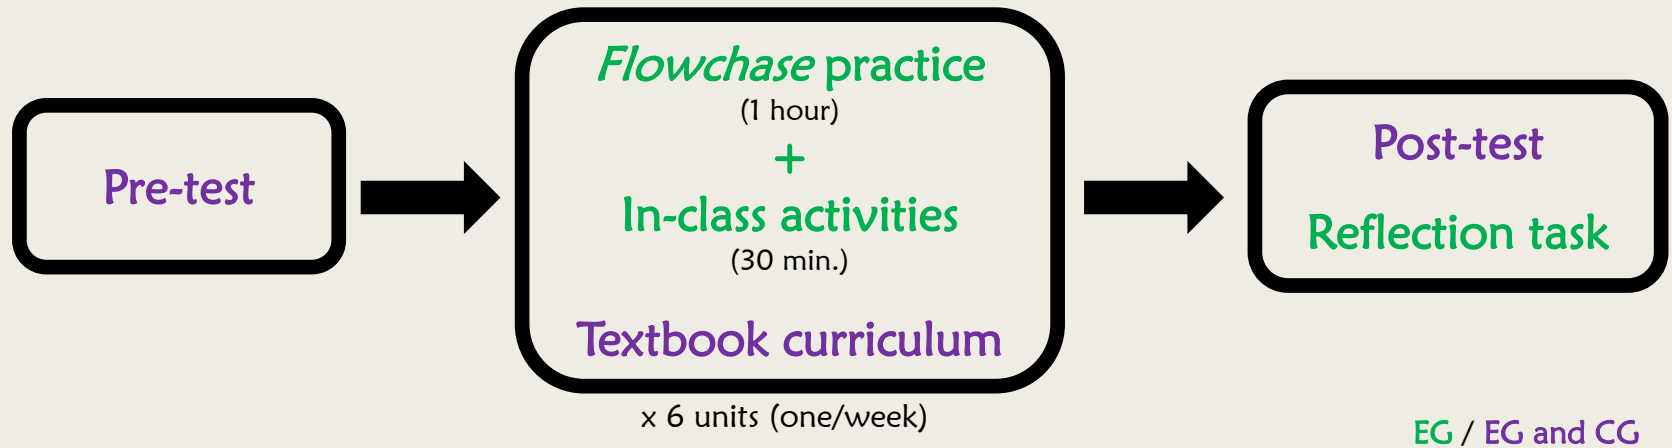 Pre-test
Flowchase practice
(1 hour)
+
In-class activities
(30 min.)
Textbook curriculum
x 6 units (one/week)
Post-test
Reflection task
EG / EG and CG